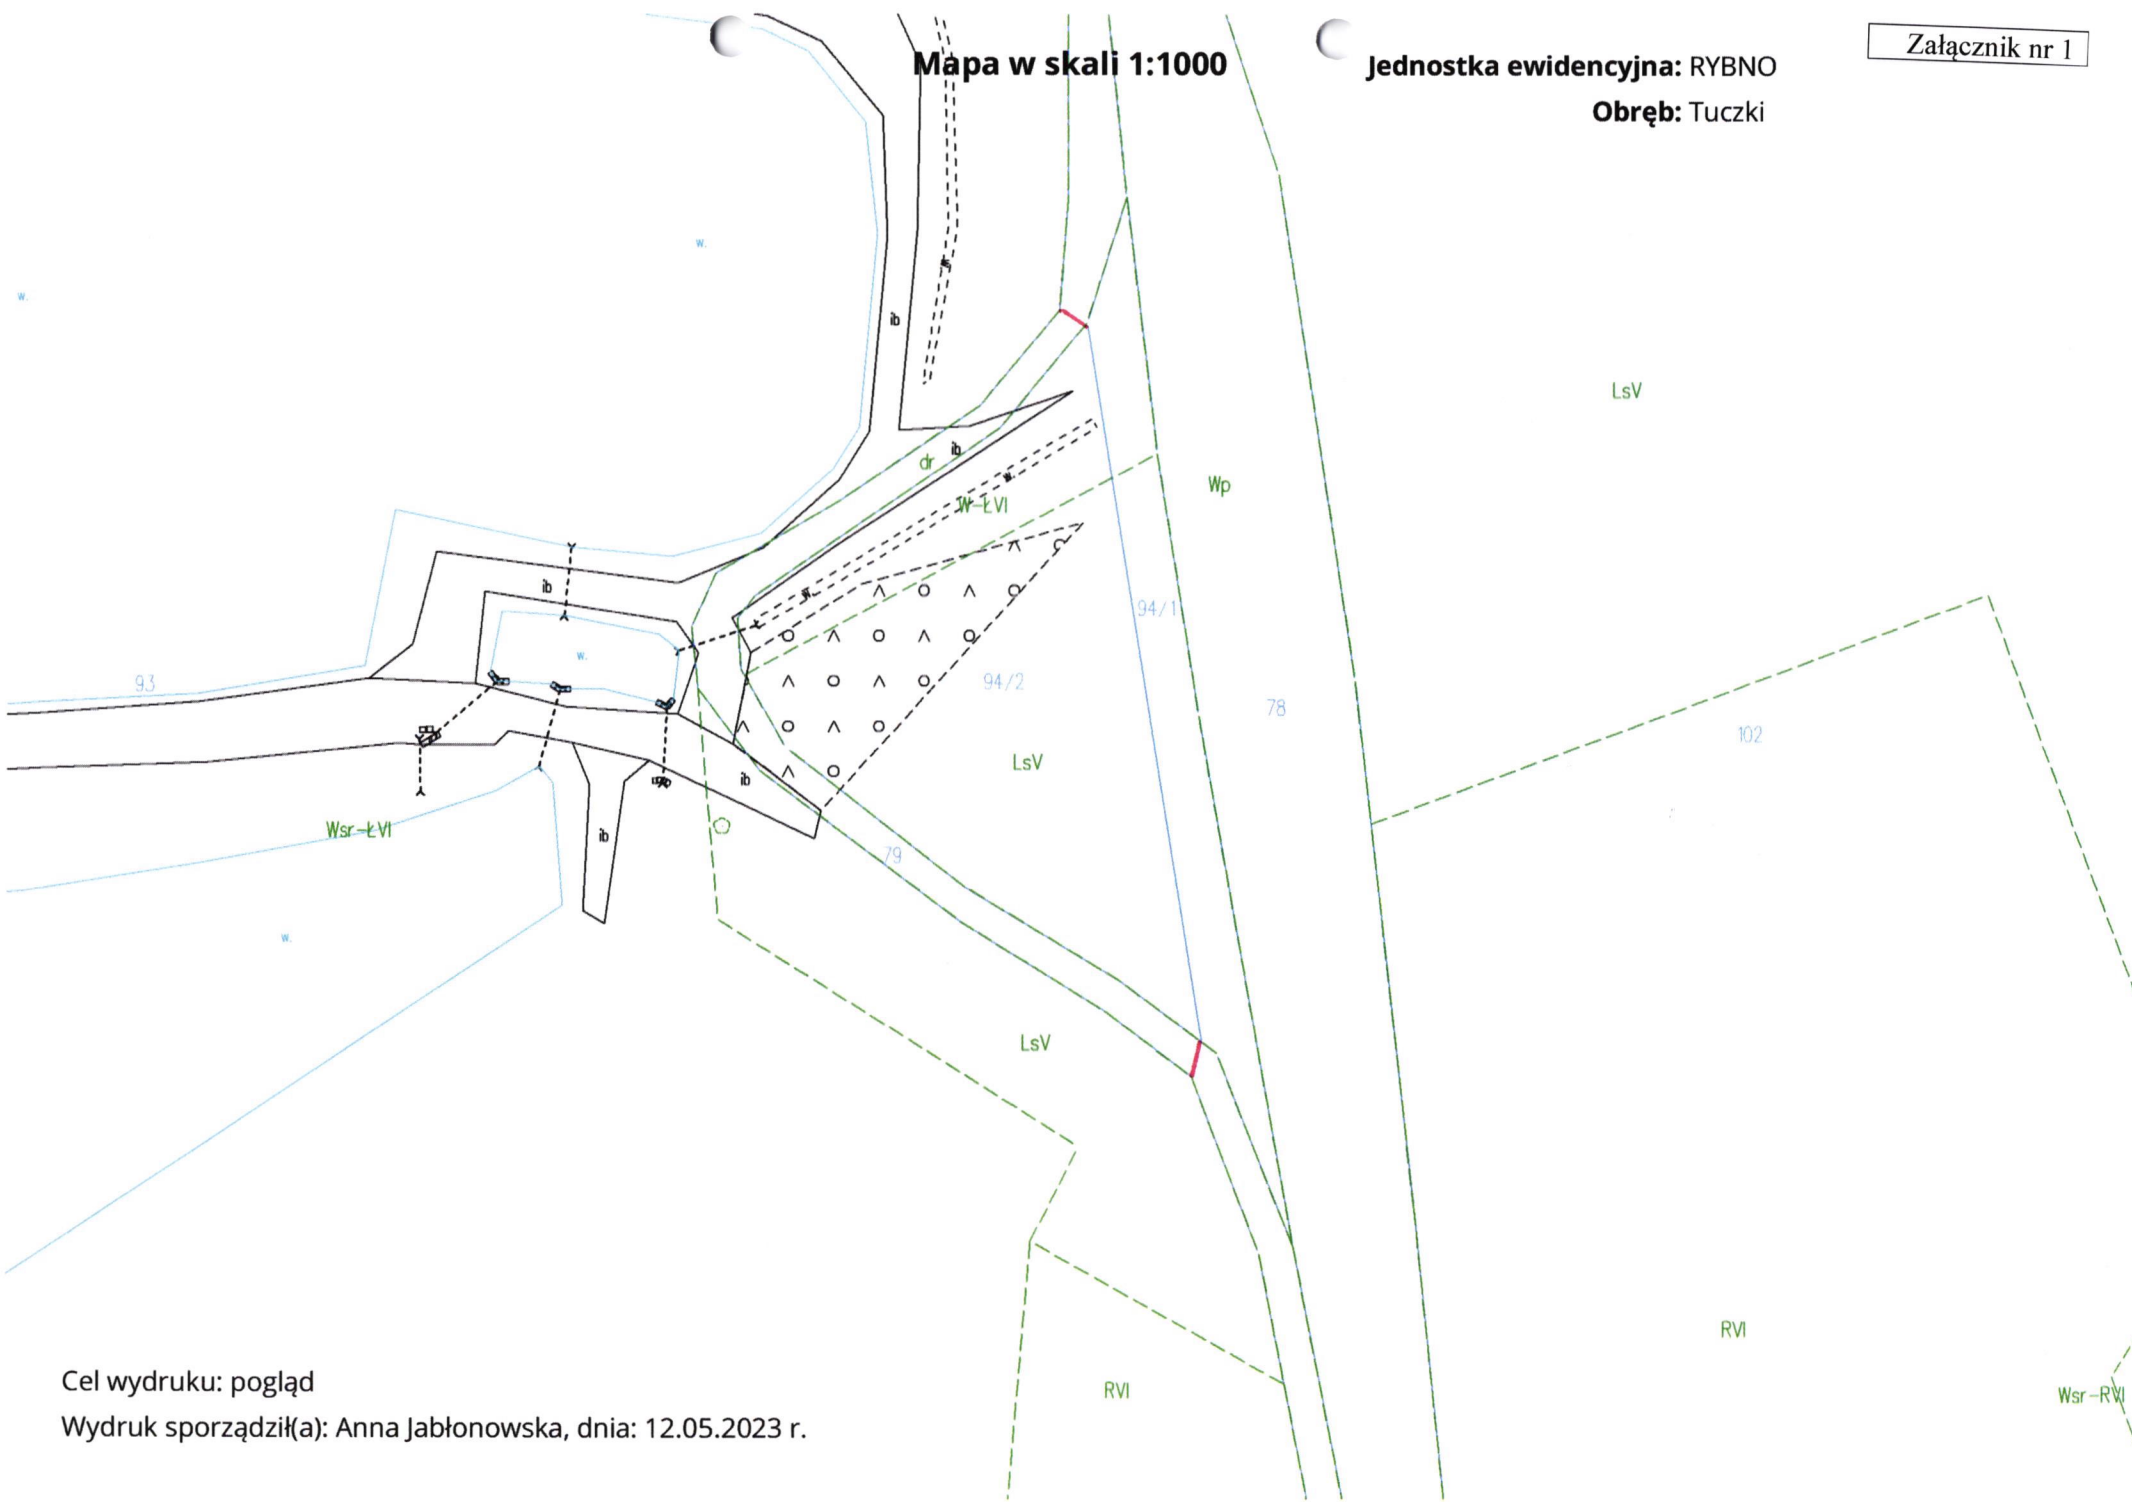 Załącznik nr 1
Mapa w skali 1:1000
Jednostka ewidencyjna: RYBNO
Obręb: Tuczki
w.
w.
w.
ib
LsV
ib
dr
Wp
w.
W-ŁVI
ib
w.
94/1
w.
93
94/2
78
102
LsV
ib
Wsr-ŁVI
ib
79
w.
LsV
RVI
RVI
Wsr-RVI
Cel wydruku: pogląd
Wydruk sporządził(a): Anna Jabłonowska, dnia: 12.05.2023 r.